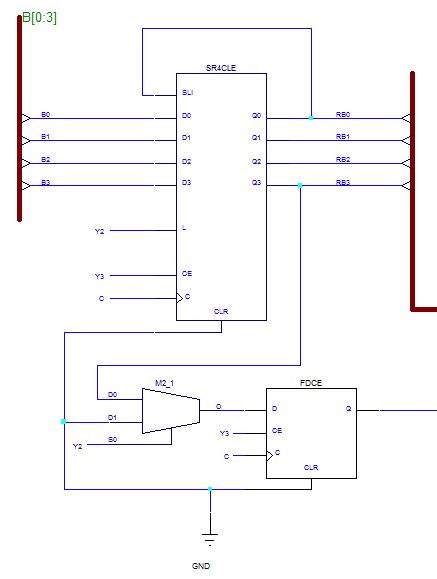 B[0:3]
SR4CLE
SLI
B0 D0 Q0 RB0
B1 D1 Q1 RB1
B2 D2 Q2 RB2
B3 D3 Q3 RB3
Y2 L
Y3 CE
C C
CLR
M2_1 FDCE
D0
D1 O D Q
Y2 S0 Y3 CE
C C
CLR
GND